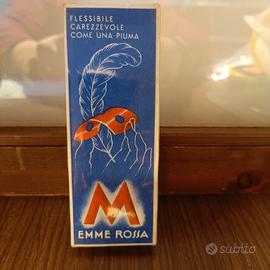 FLESSIBILE
CAREZZEVOLE
COME UNA PIUMA
M
EMME ROSSA
subito